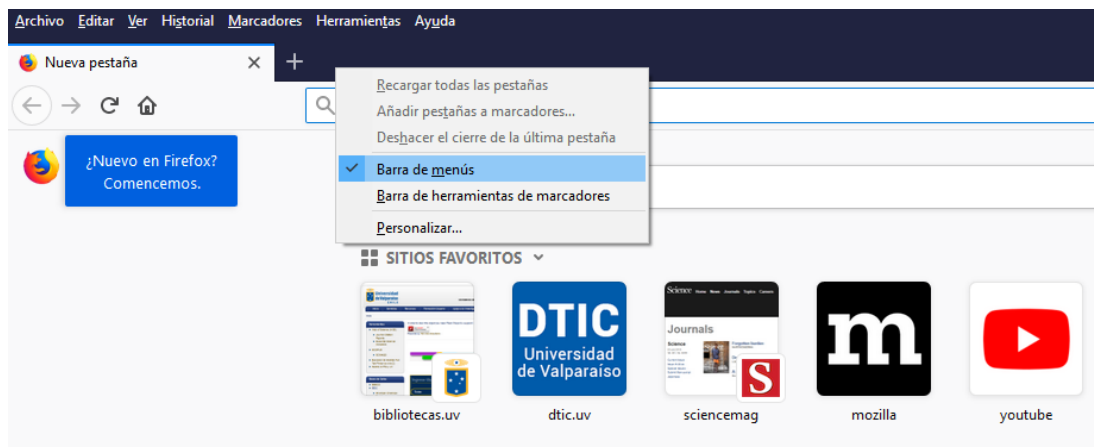 Archivo Editar Ver Historial Marcadores Herramientas Ayuda
Nueva pestaña
Recargar todas las pestañas
Añadir pestañas a marcadores...
Deshacer el cierre de la última pestaña
¿Nuevo en Firefox?
Comencemos.
Barra de menús
Barra de herramientas de marcadores
Personalizar...
SITIOS FAVORITOS
DTIC
Universidad
de Valparaíso
Science
Journals
Science
S
m
bibliotecas.uv
dtic.uv
sciencemag
mozilla
youtube